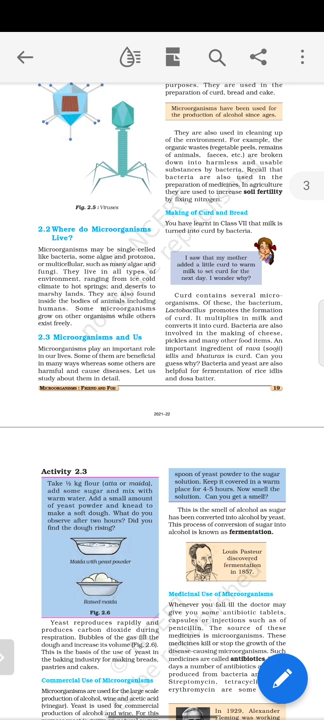 Fig. 2.5 : Viruses
2.2 Where do Microorganisms
Live?
Microorganisms may be single-celled
like bacteria, some algae and protozoa,
or multicellular, such as many algae and
fungi. They live in all types of
environment, ranging from ice cold
climate to hot springs; and deserts to
marshy lands. They are also found
inside the bodies of animals including
humans. Some microorganisms
grow on other organisms while others
exist freely.
2.3 Microorganisms and Us
Microorganisms play an important role
in our lives. Some of them are beneficial
in many ways whereas some others are
harmful and cause diseases. Let us
study about them in detail.
MICROORGANISMS : FRIEND AND FOE
purposes. They are used in the
preparation of curd, bread and cake.
Microorganisms have been used for
the production of alcohol since ages.
They are also used in cleaning up
of the environment. For example, the
organic wastes (vegetable peels, remains
of animals, faeces, etc.) are broken
down into harmless and usable
substances by bacteria. Recall that
bacteria are also used in the
preparation of medicines. In agriculture
they are used to increase soil fertility
by fixing nitrogen.
Making of Curd and Bread
You have learnt in Class VII that milk is
turned into curd by bacteria.
I saw that my mother
added a little curd to warm
milk to set curd for the
next day. I wonder why?
Curd contains several micro-
organisms. Of these, the bacterium,
Lactobacillus promotes the formation
of curd. It multiplies in milk and
converts it into curd. Bacteria are also
involved in the making of cheese,
pickles and many other food items. An
important ingredient of rava (sooji)
idlis and bhaturas is curd. Can you
guess why? Bacteria and yeast are also
helpful for fermentation of rice idlis
and dosa batter.
19
3
2021–22
Activity 2.3
Take ½ kg flour (atta or maida),
add some sugar and mix with
warm water. Add a small amount
of yeast powder and knead to
make a soft dough. What do you
observe after two hours? Did you
find the dough rising?
Maida with yeast powder
Raised maida
Fig. 2.6
Yeast reproduces rapidly and
produces carbon dioxide during
respiration. Bubbles of the gas fill the
dough and increase its volume (Fig. 2.6).
This is the basis of the use of yeast in
the baking industry for making breads,
pastries and cakes.
Commercial Use of Microorganisms
Microorganisms are used for the large scale
production of alcohol, wine and acetic acid
(vinegar). Yeast is used for commercial
production of alcohol and wine. For this
spoon of yeast powder to the sugar
solution. Keep it covered in a warm
place for 4-5 hours. Now smell the
solution. Can you get a smell?
This is the smell of alcohol as sugar
has been converted into alcohol by yeast.
This process of conversion of sugar into
alcohol is known as fermentation.
Louis Pasteur
discovered
fermentation
in 1857.
Medicinal Use of Microorganisms
Whenever you fall ill the doctor may
give you some antibiotic tablets,
capsules or injections such as of
penicillin. The source of these
medicines is microorganisms. These
medicines kill or stop the growth of the
disease-causing microorganisms. Such
medicines are called antibiotics.
days a number of antibiotics
produced from bacteria an
Streptomycin, tetracycl
erythromycin are some
In 1929, Alexander
Fleming was working